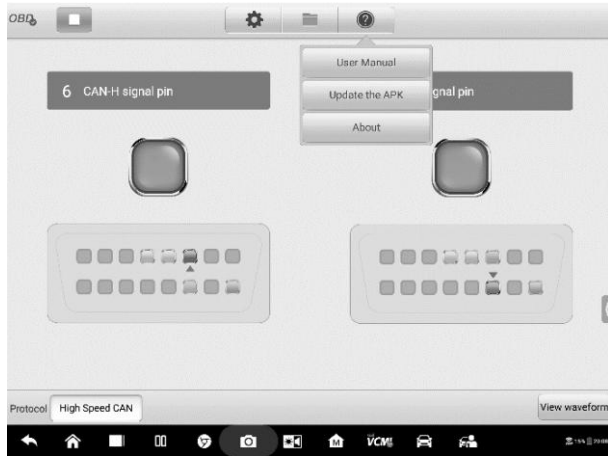 OBD
User Manual
6 CAN-H signal pin
Update the APK
gnal pin
About
Protocol High Speed CAN
View waveform
VCMI